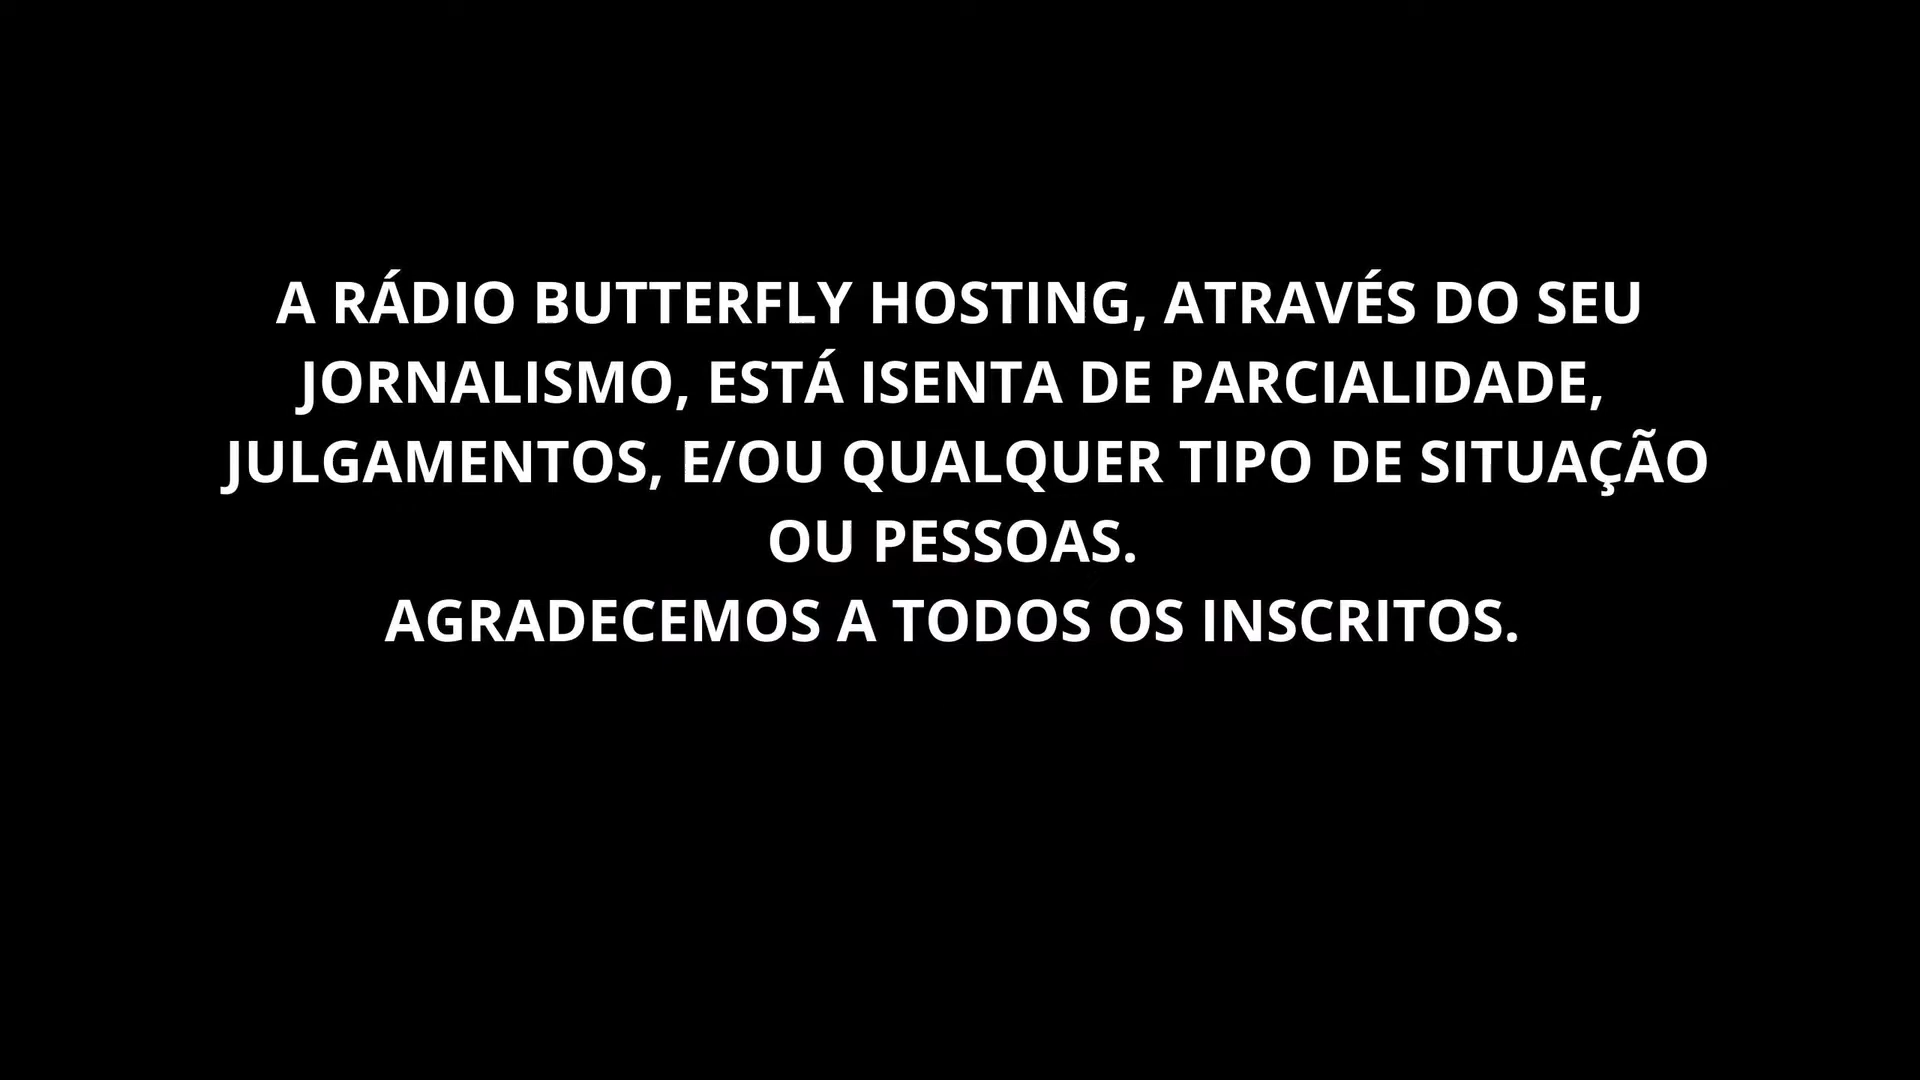 A RÁDIO BUTTERFLY HOSTING, ATRAVÉS DO SEU
JORNALISMO, ESTÁ ISENTA DE PARCIALIDADE,
JULGAMENTOS, E/OU QUALQUER TIPO DE SITUAÇÃO
OU PESSOAS.
AGRADECEMOS A TODOS OS INSCRITOS.